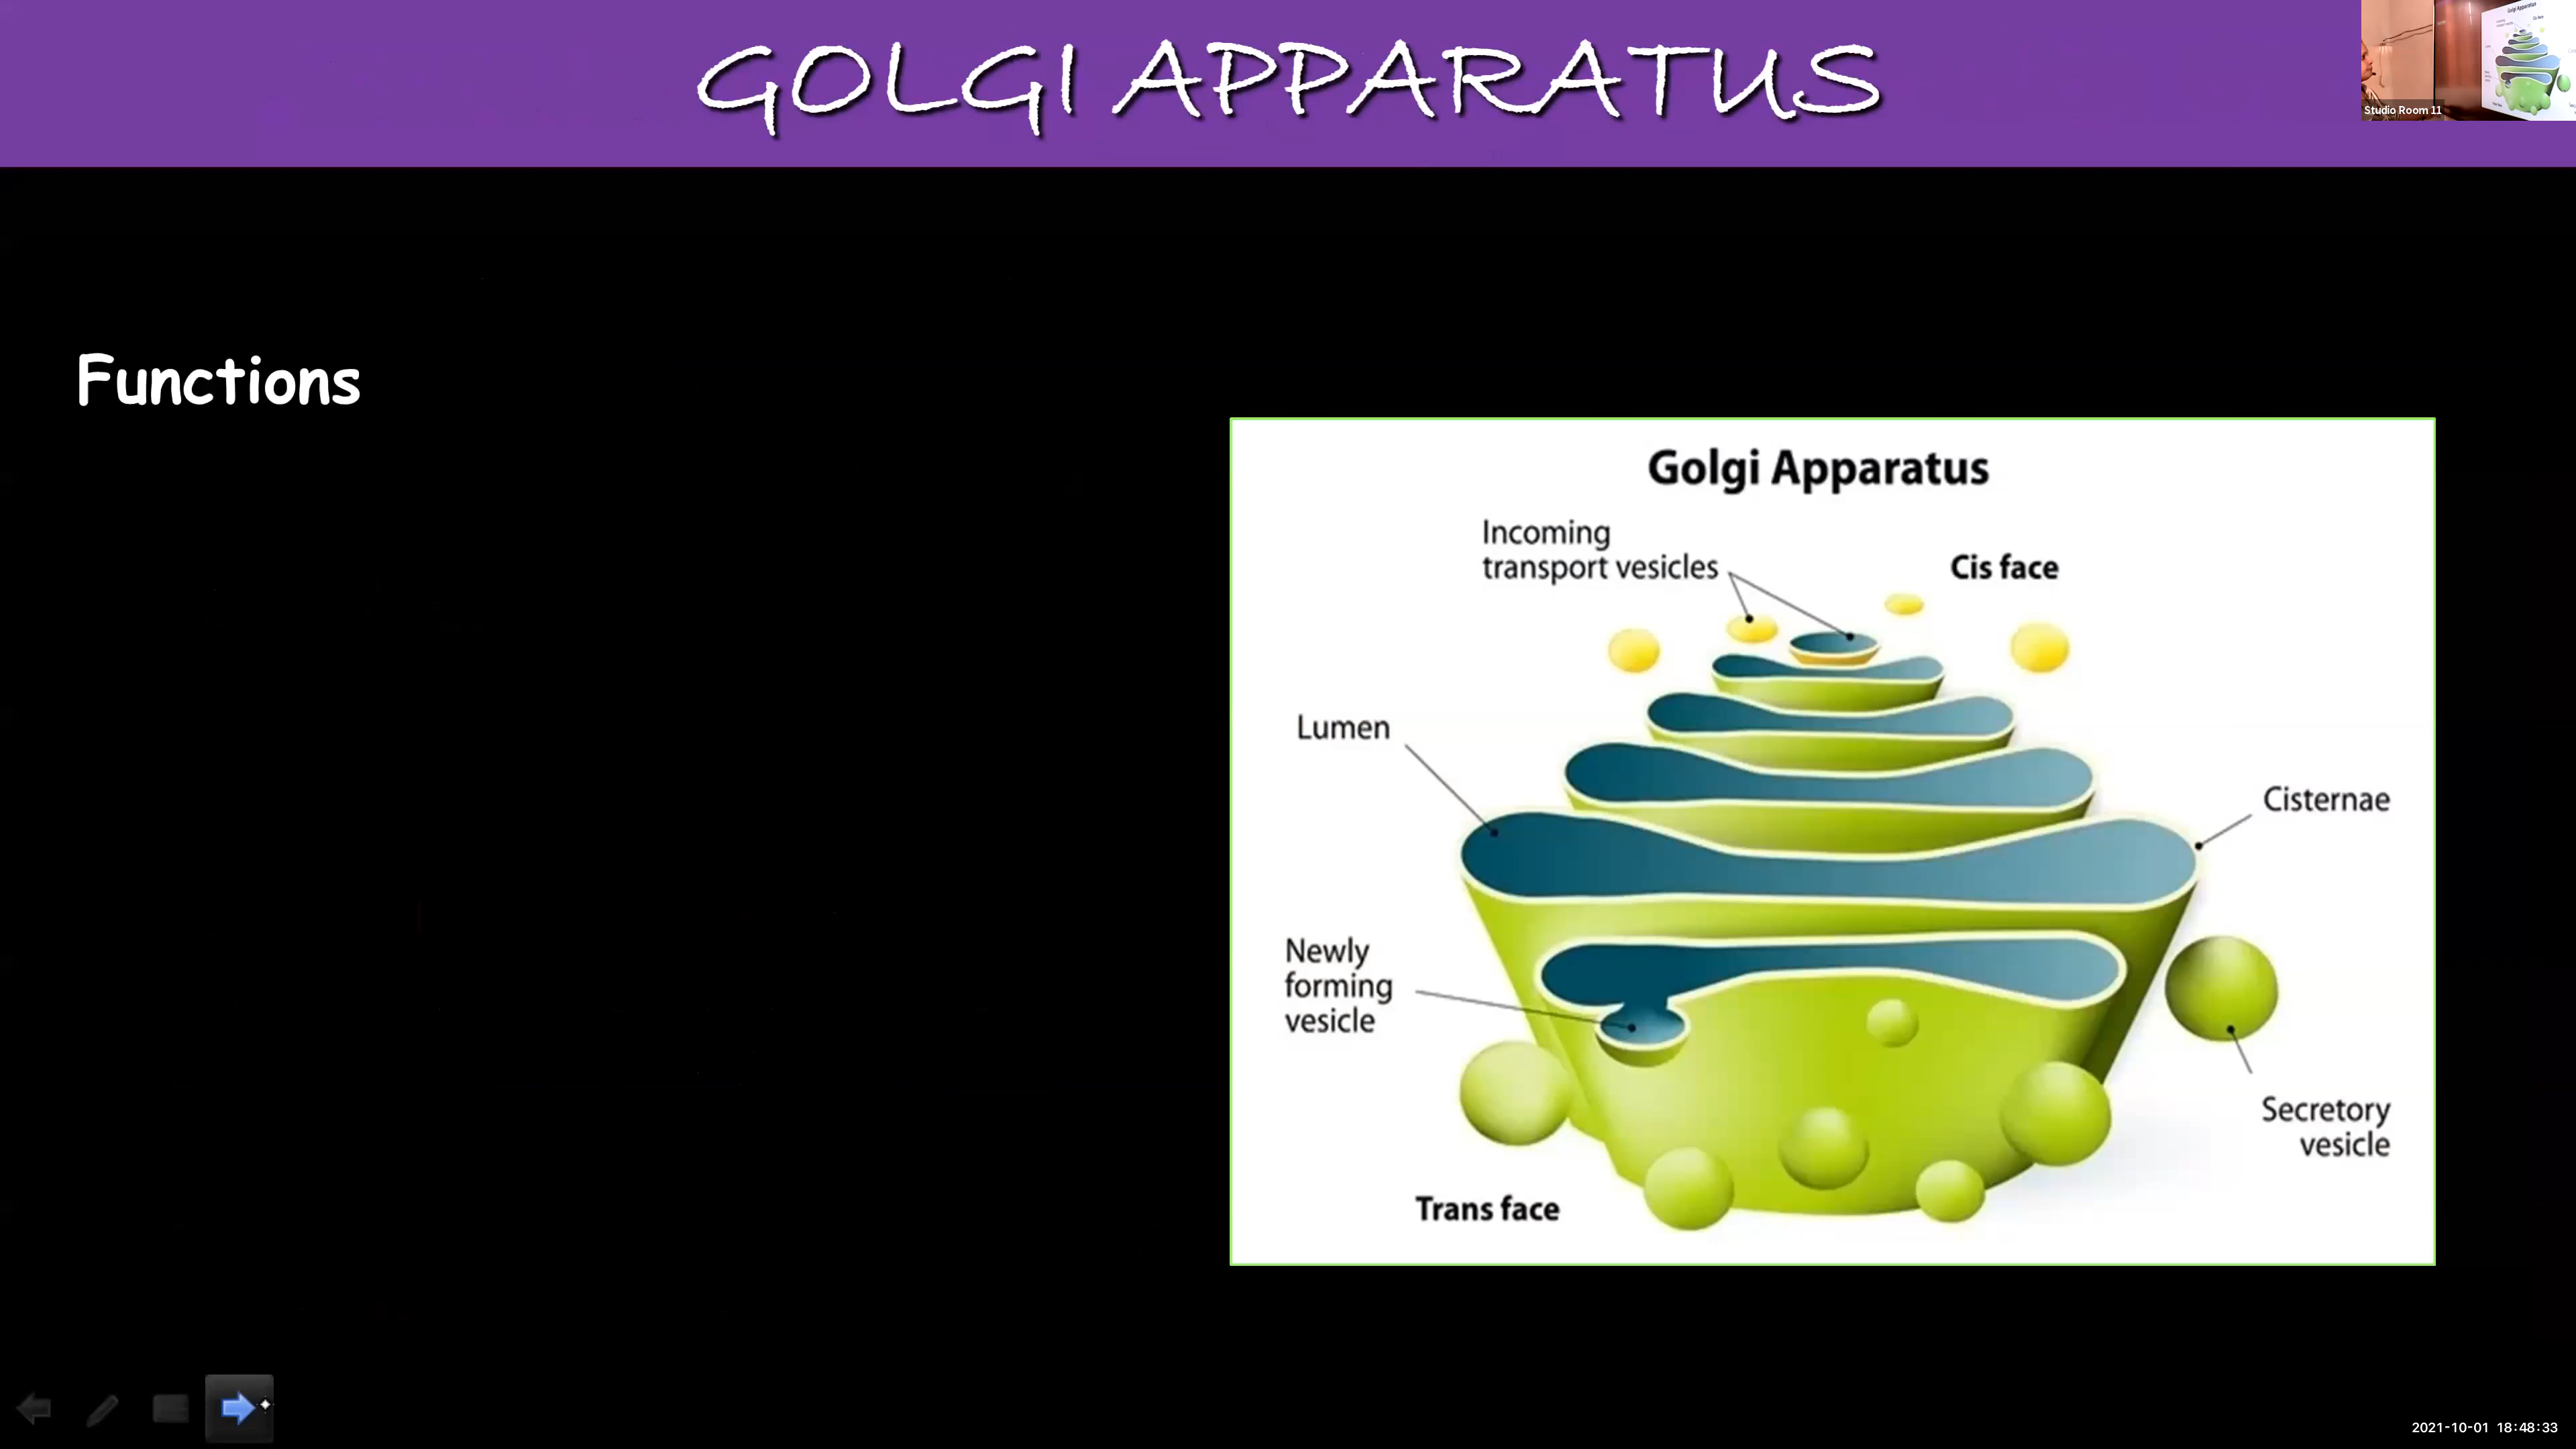 GOLGI APPARATUS
Studio Room 11
Functions
Golgi Apparatus
Incoming
transport vesicles
Cis face
Lumen
Cisternae
Newly
forming
vesicle
Secretory
vesicle
Trans face
2021-10-01 18:48:33